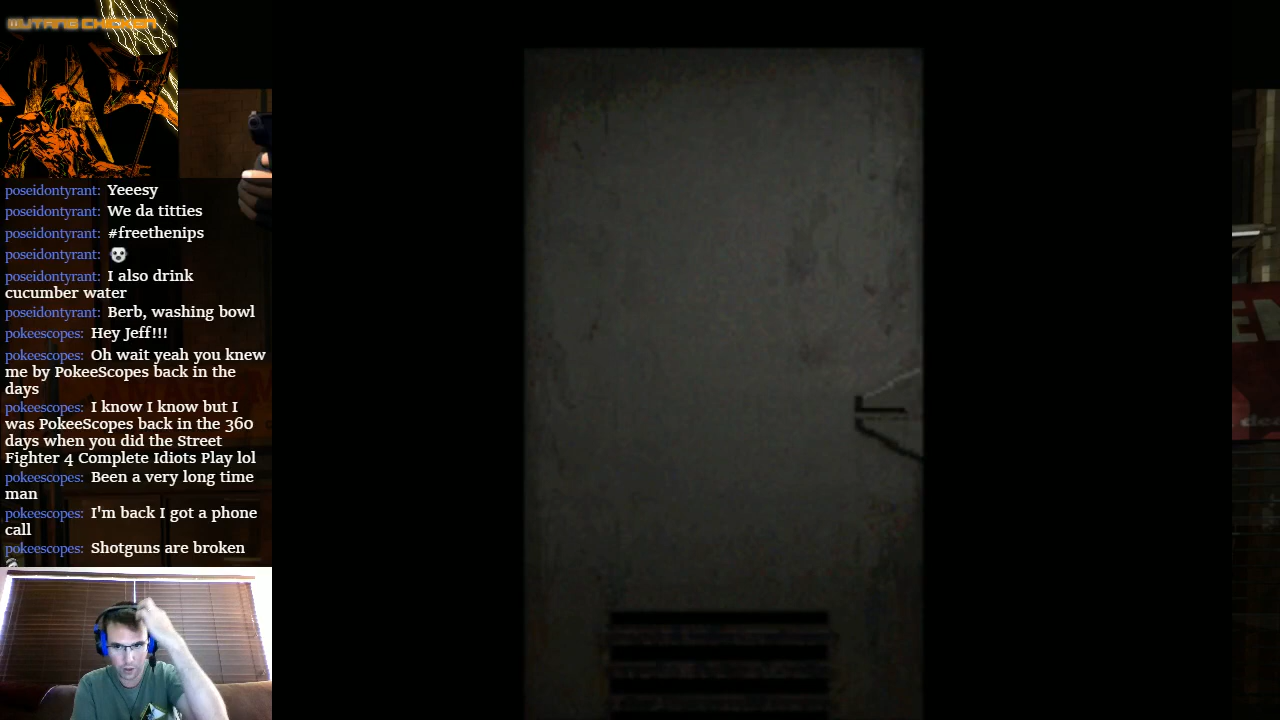 WUTANG CHICKEN
poseidontyrant: Yeeesy
poseidontyrant: We da titties
poseidontyrant: #freethenips
poseidontyrant:
poseidontyrant: I also drink
cucumber water
poseidontyrant: Berb, washing bowl
pokeescopes: Hey Jeff!!!
pokeescopes: Oh wait yeah you knew
me by PokeeScopes back in the
days
pokeescopes: I know I know but I
was PokeeScopes back in the 360
days when you did the Street
Fighter 4 Complete Idiots Play lol
pokeescopes: Been a very long time
man
pokeescopes: I'm back I got a phone
call
pokeescopes: Shotguns are broken